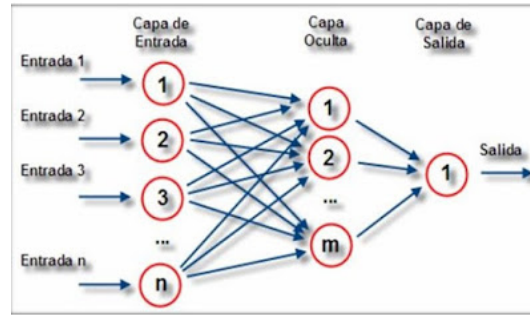 Capa de
Entrada
Capa
Oculta
Capa de
Salida
Entrada 1
1
Entrada 2
2
Entrada 3
3
...
Entrada n
n
1
2
...
m
1
Salida